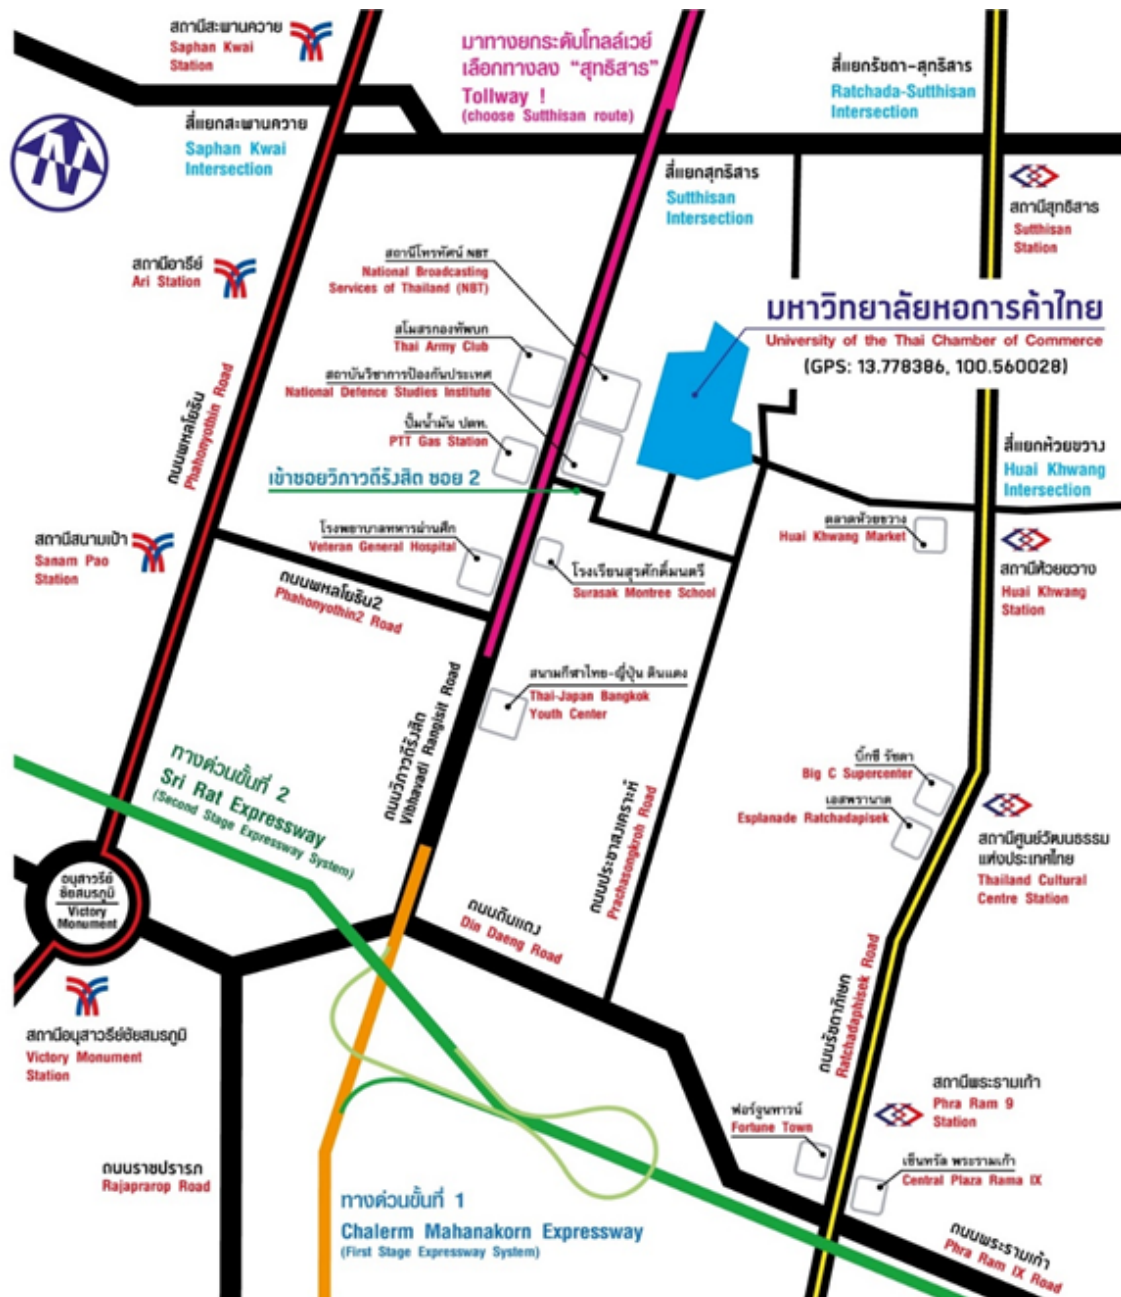 สถานีสะพานควาย
Saphan Kwai
Station
มาทางยกระดับโทลล์เวย์
เลือกทางลง “สุทธิสาร”
Tollway !
(choose Sutthisan route)
สี่แยกรัชดา-สุทธิสาร
Ratchada-Sutthisan
Intersection
สี่แยกสะพานควาย
Saphan Kwai
Intersection
N
สี่แยกสุทธิสาร
Sutthisan
Intersection
สถานีสุทธิสาร
Sutthisan
Station
สถานีอารีย์
Ari Station
สถานีโทรทัศน์ NBT
National Broadcasting
Services of Thailand (NBT)
มหาวิทยาลัยหอการค้าไทย
University of the Thai Chamber of Commerce
(GPS: 13.778386, 100.560028)
สโมสรกองทัพบก
Thai Army Club
สถาบันวิชาการป้องกันประเทศ
National Defence Studies Institute
ปั๊มน้ำมัน ปตท.
PTT Gas Station
ถนนพหลโยธิน
Phahonyothin Road
เข้าซอยวิภาวดีรังสิต ซอย 2
สี่แยกห้วยขวาง
Huai Khwang
Intersection
สถานีสนามเป้า
Sanam Pao
Station
โรงพยาบาลทหารผ่านศึก
Veteran General Hospital
ตลาดห้วยขวาง
Huai Khwang Market
สถานีห้วยขวาง
Huai Khwang
Station
ถนนพหลโยธิน2
Phahonyothin2 Road
โรงเรียนสุรศักดิ์มนตรี
Surasak Montree School
สนามกีฬาไทย-ญี่ปุ่น ดินแดง
Thai-Japan Bangkok
Youth Center
ถนนวิภาวดีรังสิต
Vibhavadi Rangisit Road
ทางด่วนขั้นที่ 2
Sri Rat Expressway
(Second Stage Expressway System)
บิ๊กซี รัชดา
Big C Supercenter
เอสพรานาด
Esplanade Ratchadapisek
ถนนประชาสงเคราะห์
Prachasongkroh Road
สถานีศูนย์วัฒนธรรม
แห่งประเทศไทย
Thailand Cultural
Centre Station
อนุสาวรีย์
ชัยสมรภูมิ
Victory
Monument
ถนนดินแดง
Din Daeng Road
ถนนรัชดาภิเษก
Ratchadaphisek Road
สถานีอนุสาวรีย์ชัยสมรภูมิ
Victory Monument
Station
สถานีพระรามเก้า
Phra Ram 9
Station
ฟอร์จูนทาวน์
Fortune Town
ถนนราชปรารภ
Rajaprarop Road
เซ็นทรัล พระรามเก้า
Central Plaza Rama IX
ทางด่วนขั้นที่ 1
Chalerm Mahanakorn Expressway
(First Stage Expressway System)
ถนนพระรามเก้า
Phra Ram IX Road